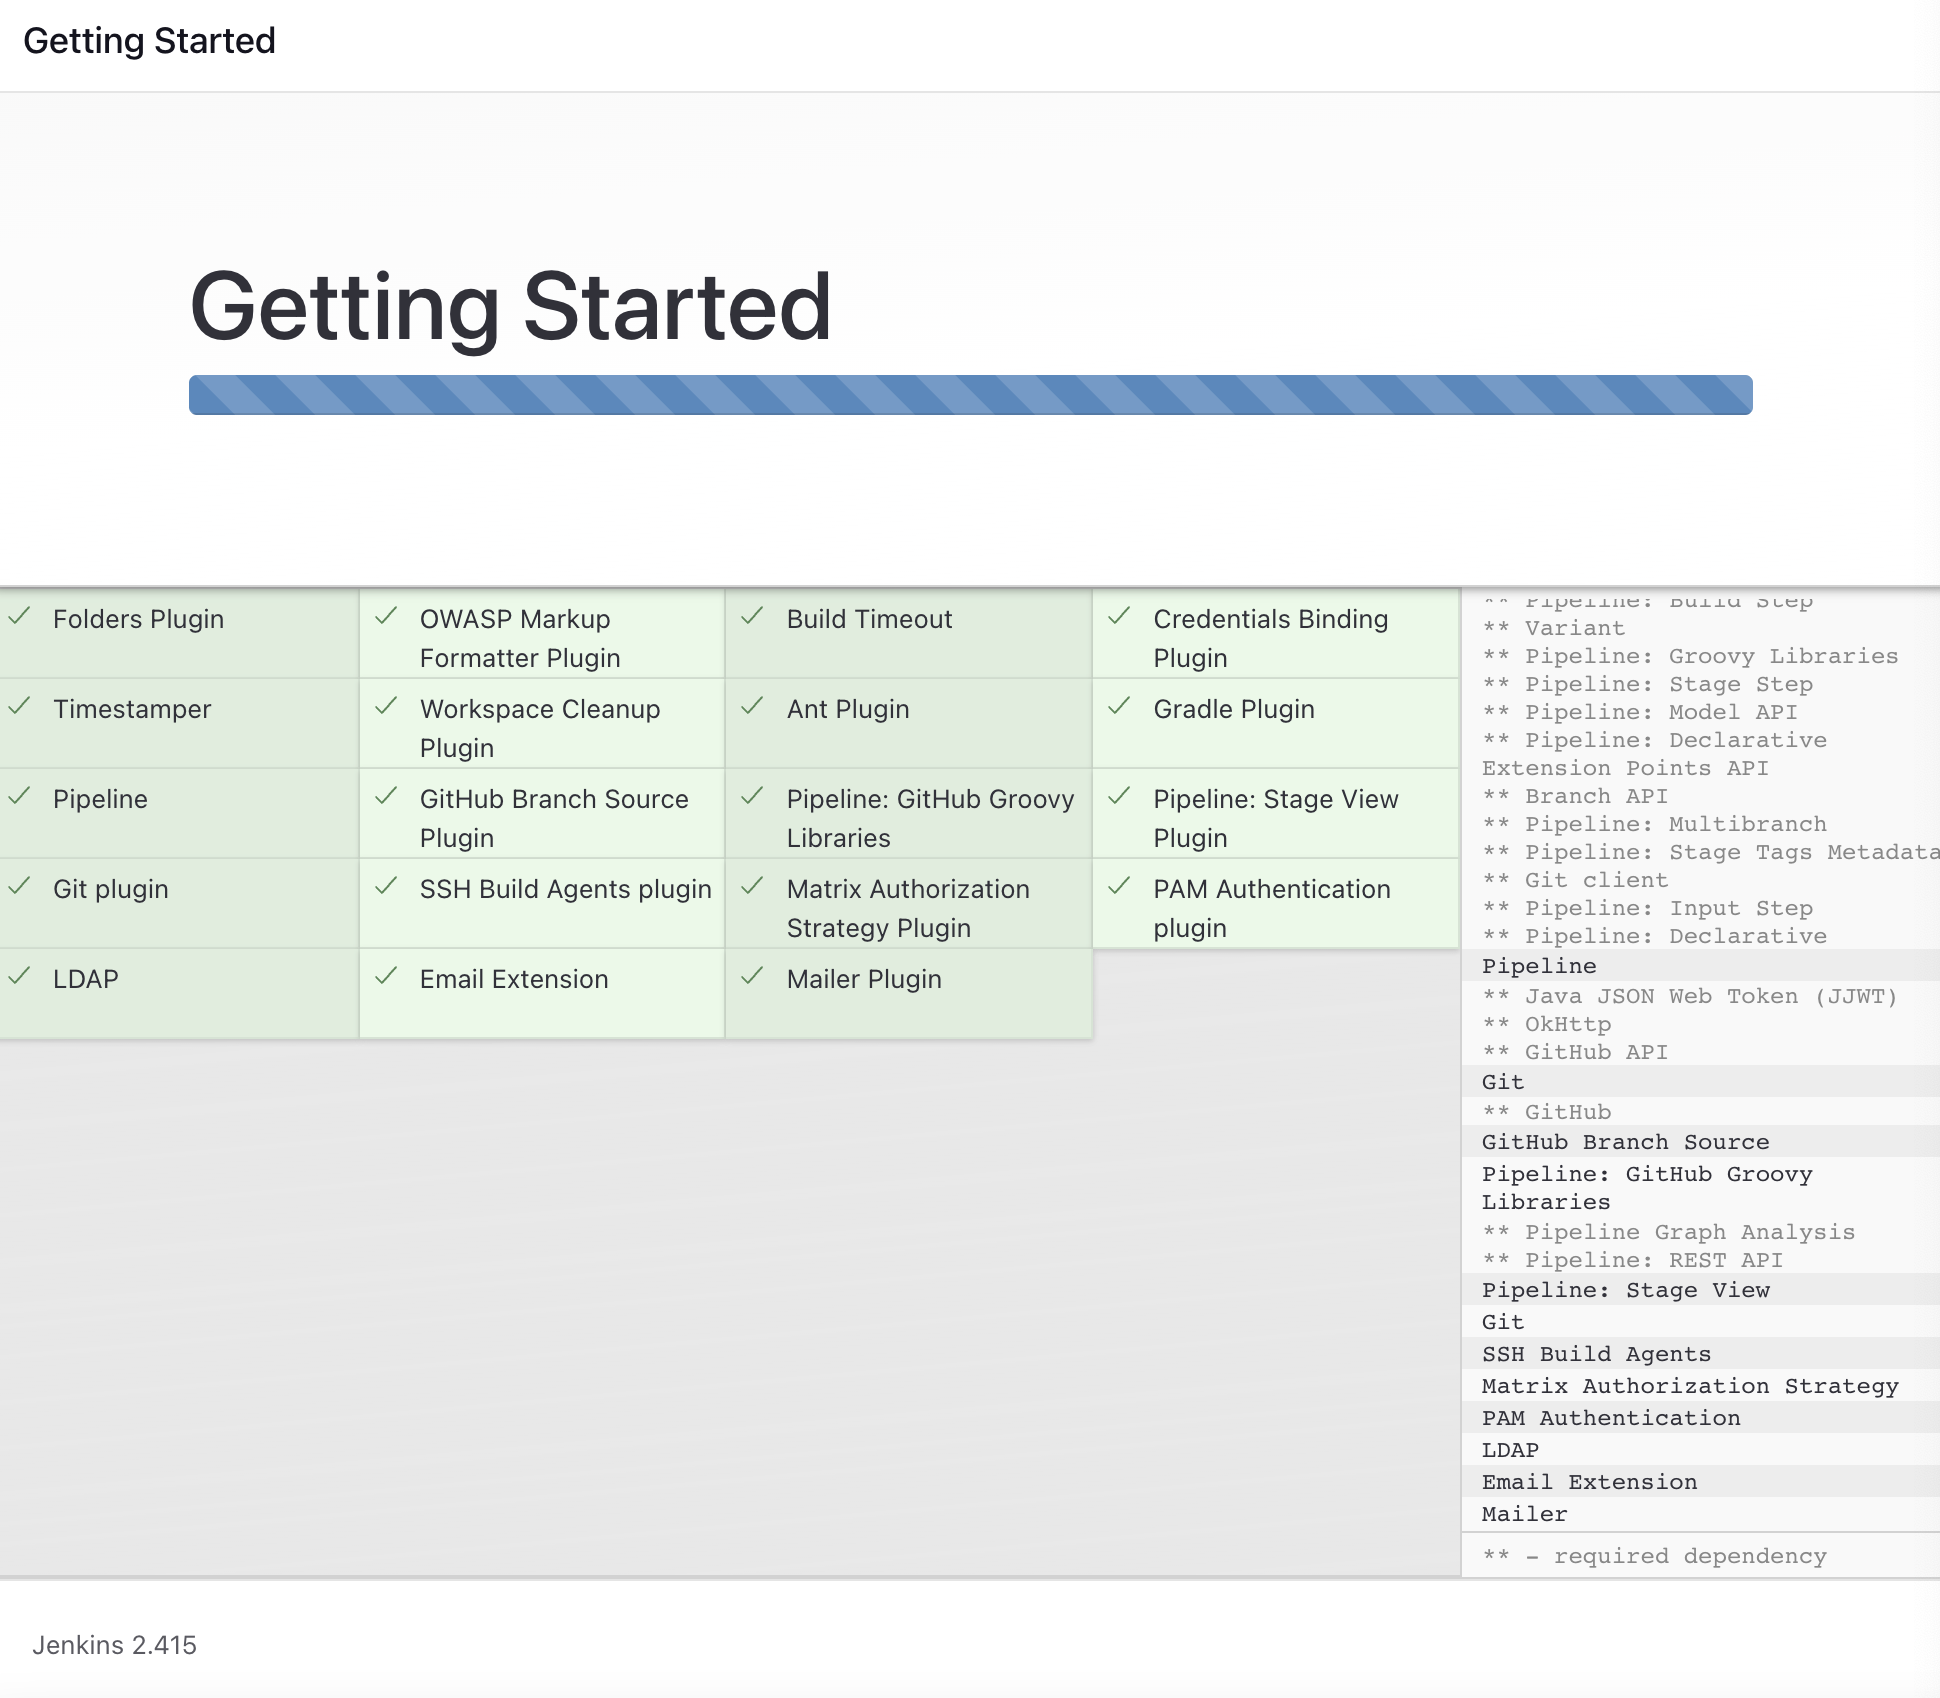 Getting Started
Getting Started
Folders Plugin
OWASP Markup
Formatter Plugin
Build Timeout
Credentials Binding
Plugin
Timestamper
Workspace Cleanup
Plugin
Ant Plugin
Gradle Plugin
Pipeline
GitHub Branch Source
Plugin
Pipeline: GitHub Groovy
Libraries
Pipeline: Stage View
Plugin
Git plugin
SSH Build Agents plugin
Matrix Authorization
Strategy Plugin
PAM Authentication
plugin
LDAP
Email Extension
Mailer Plugin
** Pipeline: Build Step
** Variant
** Pipeline: Groovy Libraries
** Pipeline: Stage Step
** Pipeline: Model API
** Pipeline: Declarative
Extension Points API
** Branch API
** Pipeline: Multibranch
** Pipeline: Stage Tags Metadata
** Git client
** Pipeline: Input Step
** Pipeline: Declarative
Pipeline
** Java JSON Web Token (JJWT)
** OkHttp
** GitHub API
Git
** GitHub
GitHub Branch Source
Pipeline: GitHub Groovy
Libraries
** Pipeline Graph Analysis
** Pipeline: REST API
Pipeline: Stage View
Git
SSH Build Agents
Matrix Authorization Strategy
PAM Authentication
LDAP
Email Extension
Mailer
** - required dependency
Jenkins 2.415